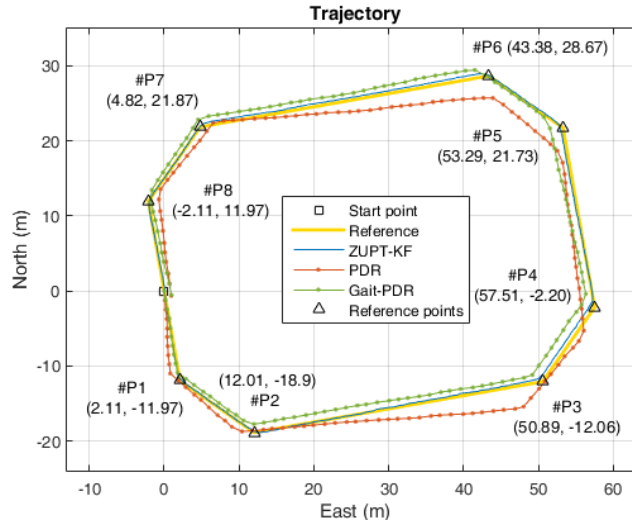 Trajectory
#P6 (43.38, 28.67)
#P7
(4.82, 21.87)
#P5
(53.29, 21.73)
#P8
(-2.11, 11.97)
Start point
Reference
ZUPT-KF
PDR
Gait-PDR
Reference points
#P4
(57.51, -2.20)
#P1
(2.11, -11.97)
(12.01, -18.9)
#P2
#P3
(50.89, -12.06)
North (m)
30
20
10
0
-10
-20
-10
0
10
20
30
40
50
60
East (m)